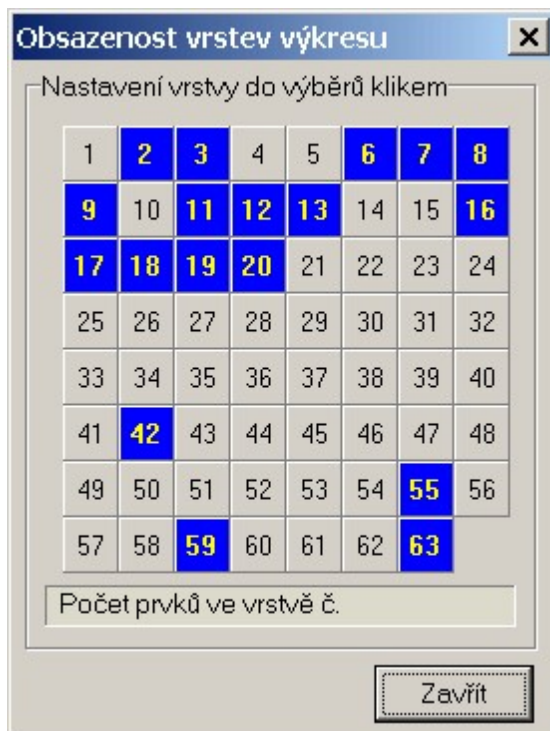 Obsazenost vrstev výkresu
Nastavení vrstvy do výběrů klikem
1 2 3 4 5 6 7 8
9 10 11 12 13 14 15 16
17 18 19 20 21 22 23 24
25 26 27 28 29 30 31 32
33 34 35 36 37 38 39 40
41 42 43 44 45 46 47 48
49 50 51 52 53 54 55 56
57 58 59 60 61 62 63
Počet prvků ve vrstvě č.
Zavřít